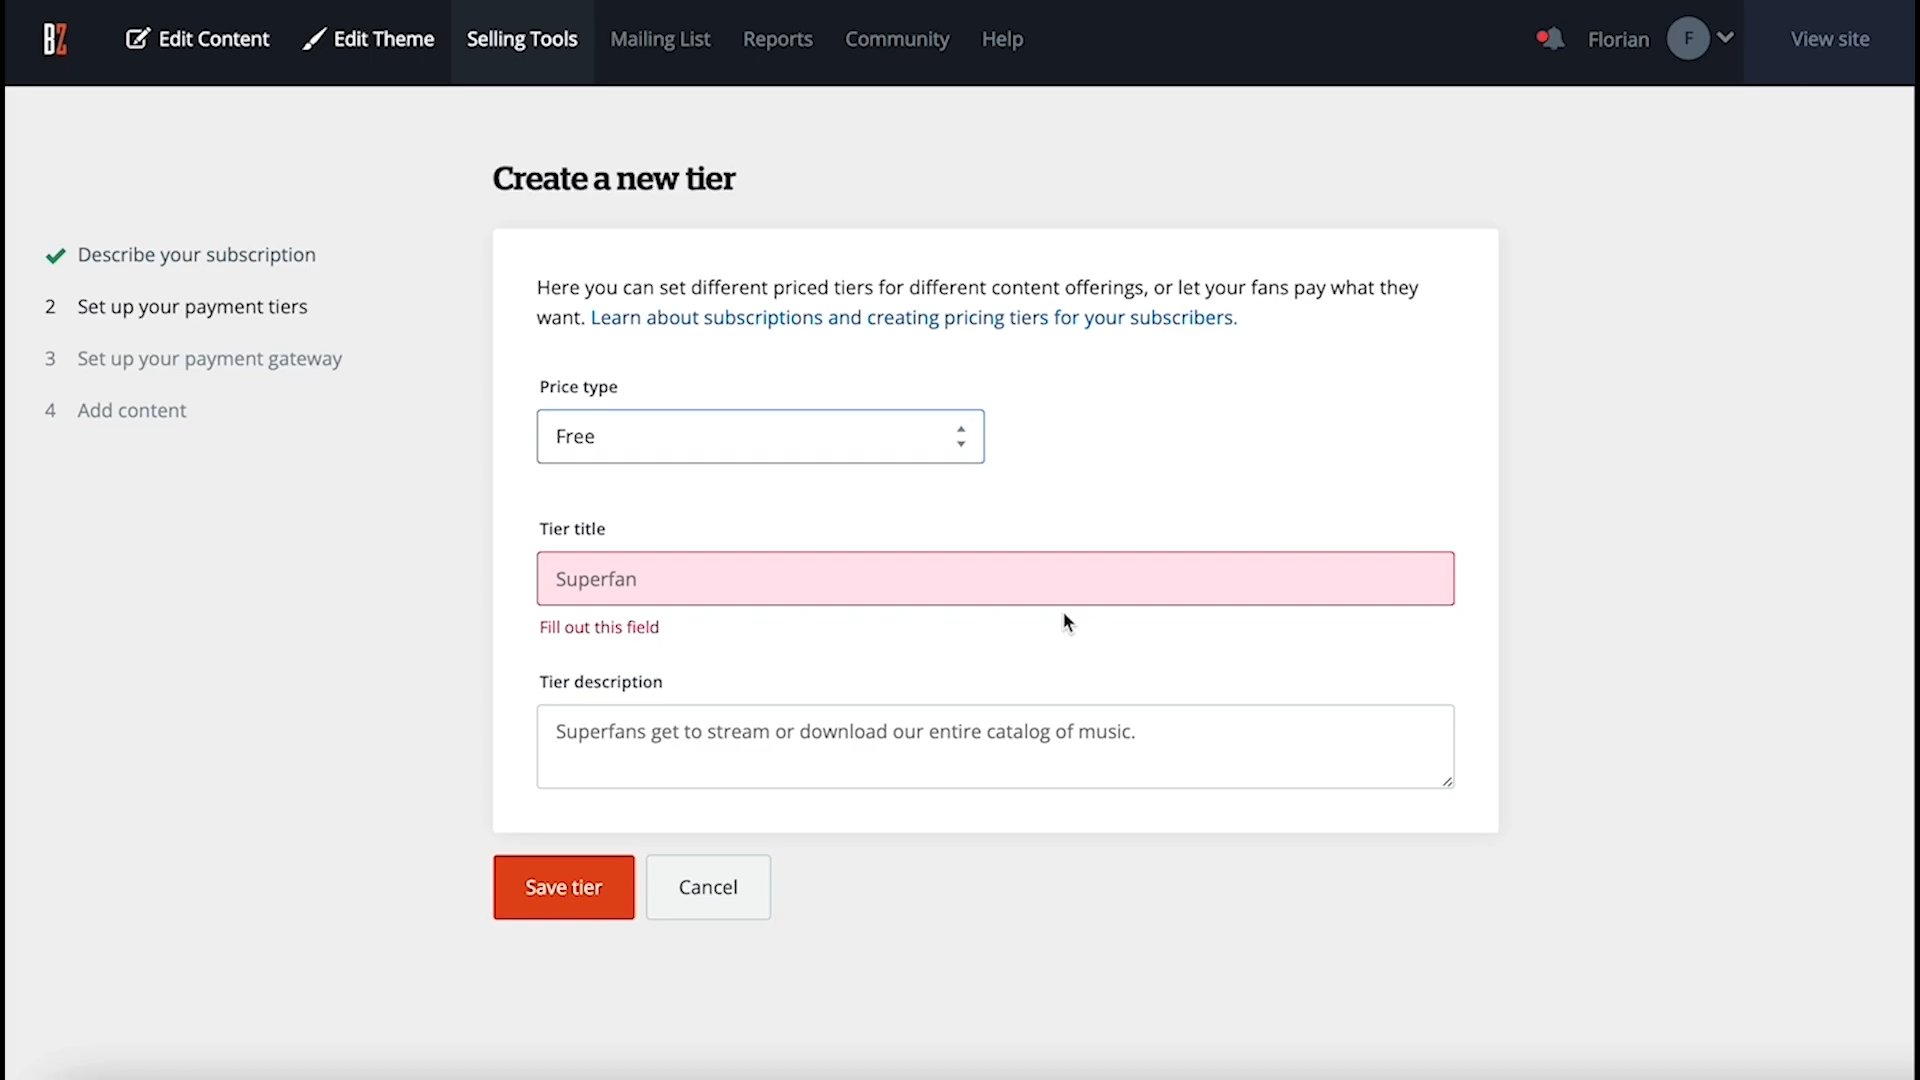 BZ Edit Content Edit Theme Selling Tools Mailing List Reports Community Help Florian F View site
Create a new tier
Describe your subscription
2 Set up your payment tiers
3 Set up your payment gateway
4 Add content
Here you can set different priced tiers for different content offerings, or let your fans pay what they
want. Learn about subscriptions and creating pricing tiers for your subscribers.
Price type
Free
Tier title
Superfan
Fill out this field
Tier description
Superfans get to stream or download our entire catalog of music.
Save tier Cancel